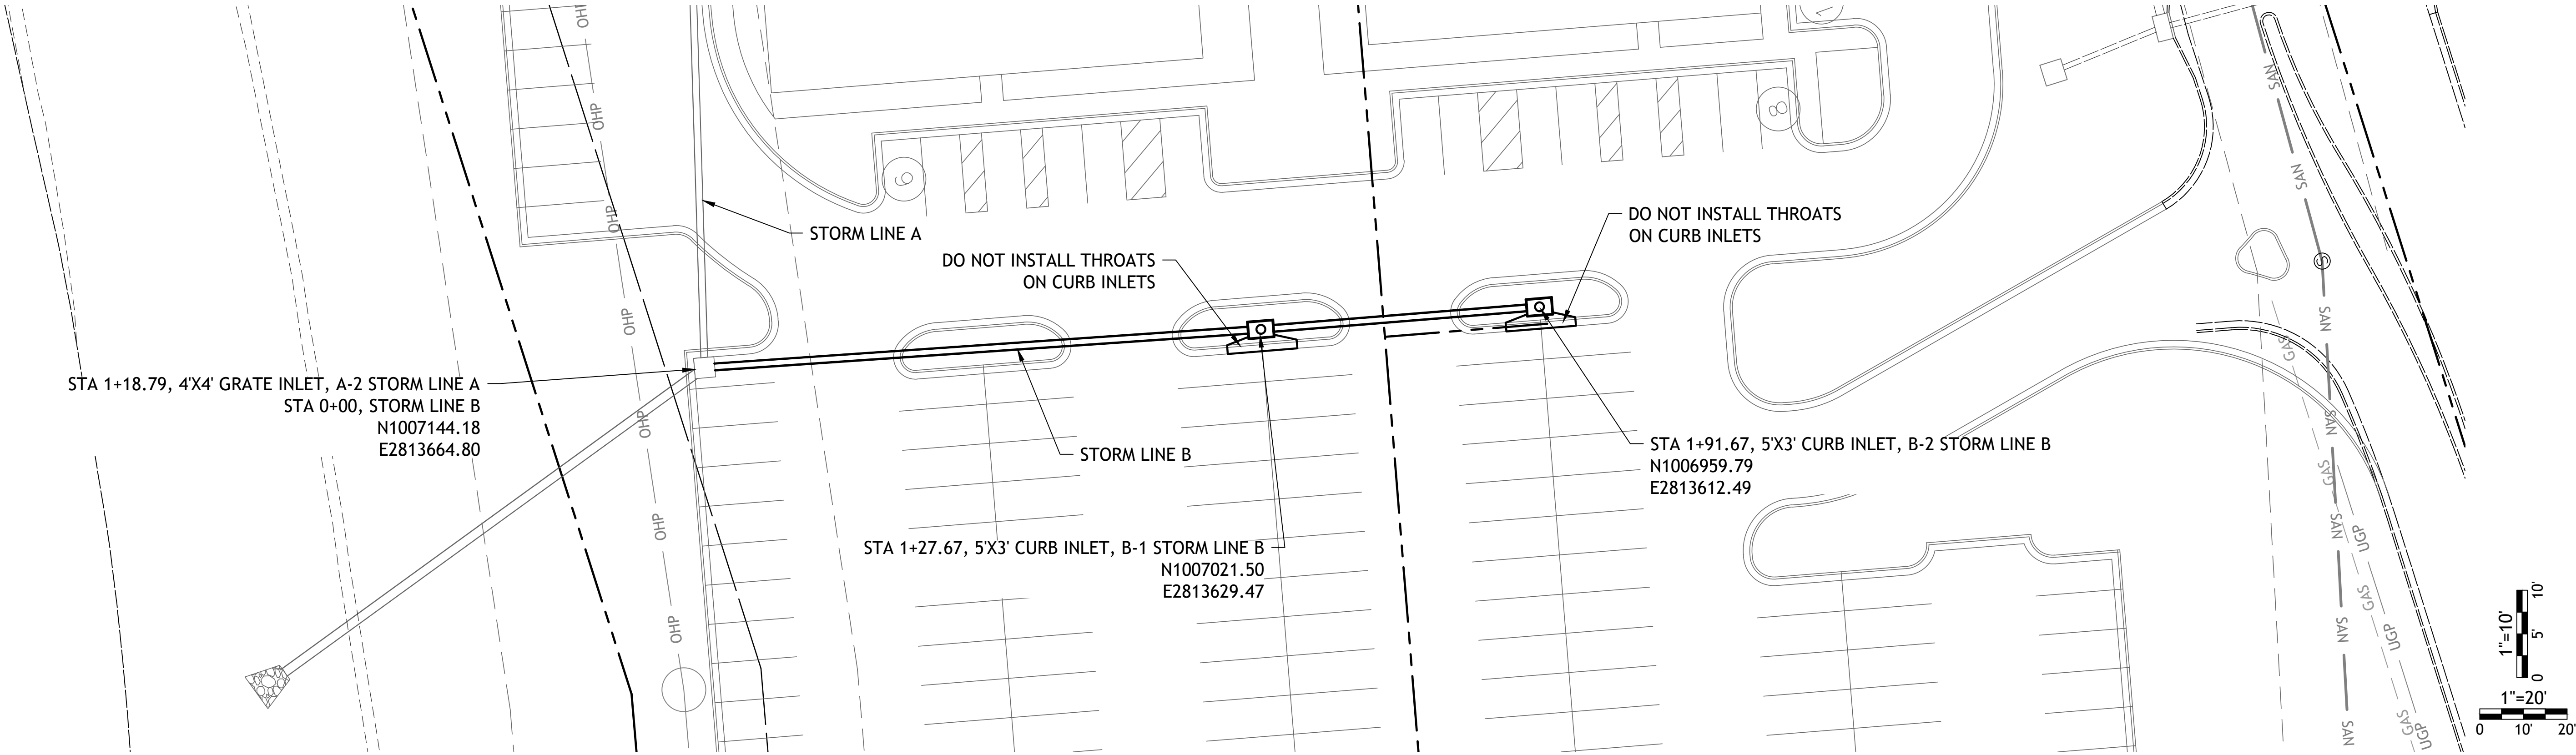 OHP
OHP
OHP
OHP
OHP
OHP
OHP
STORM LINE A
DO NOT INSTALL THROATS
ON CURB INLETS
DO NOT INSTALL THROATS
ON CURB INLETS
STA 1+18.79, 4'X4' GRATE INLET, A-2 STORM LINE A
STA 0+00, STORM LINE B
N1007144.18
E2813664.80
STORM LINE B
STA 1+27.67, 5'X3' CURB INLET, B-1 STORM LINE B
N1007021.50
E2813629.47
STA 1+91.67, 5'X3' CURB INLET, B-2 STORM LINE B
N1006959.79
E2813612.49
8
SAN
SAN
S
SAN
SAN
SAN
SAN
SAN
GAS
GAS
GAS
GAS
UGP
UGP
UGP
1"=10'
0
5'
10'
1"=20'
0
10'
20'